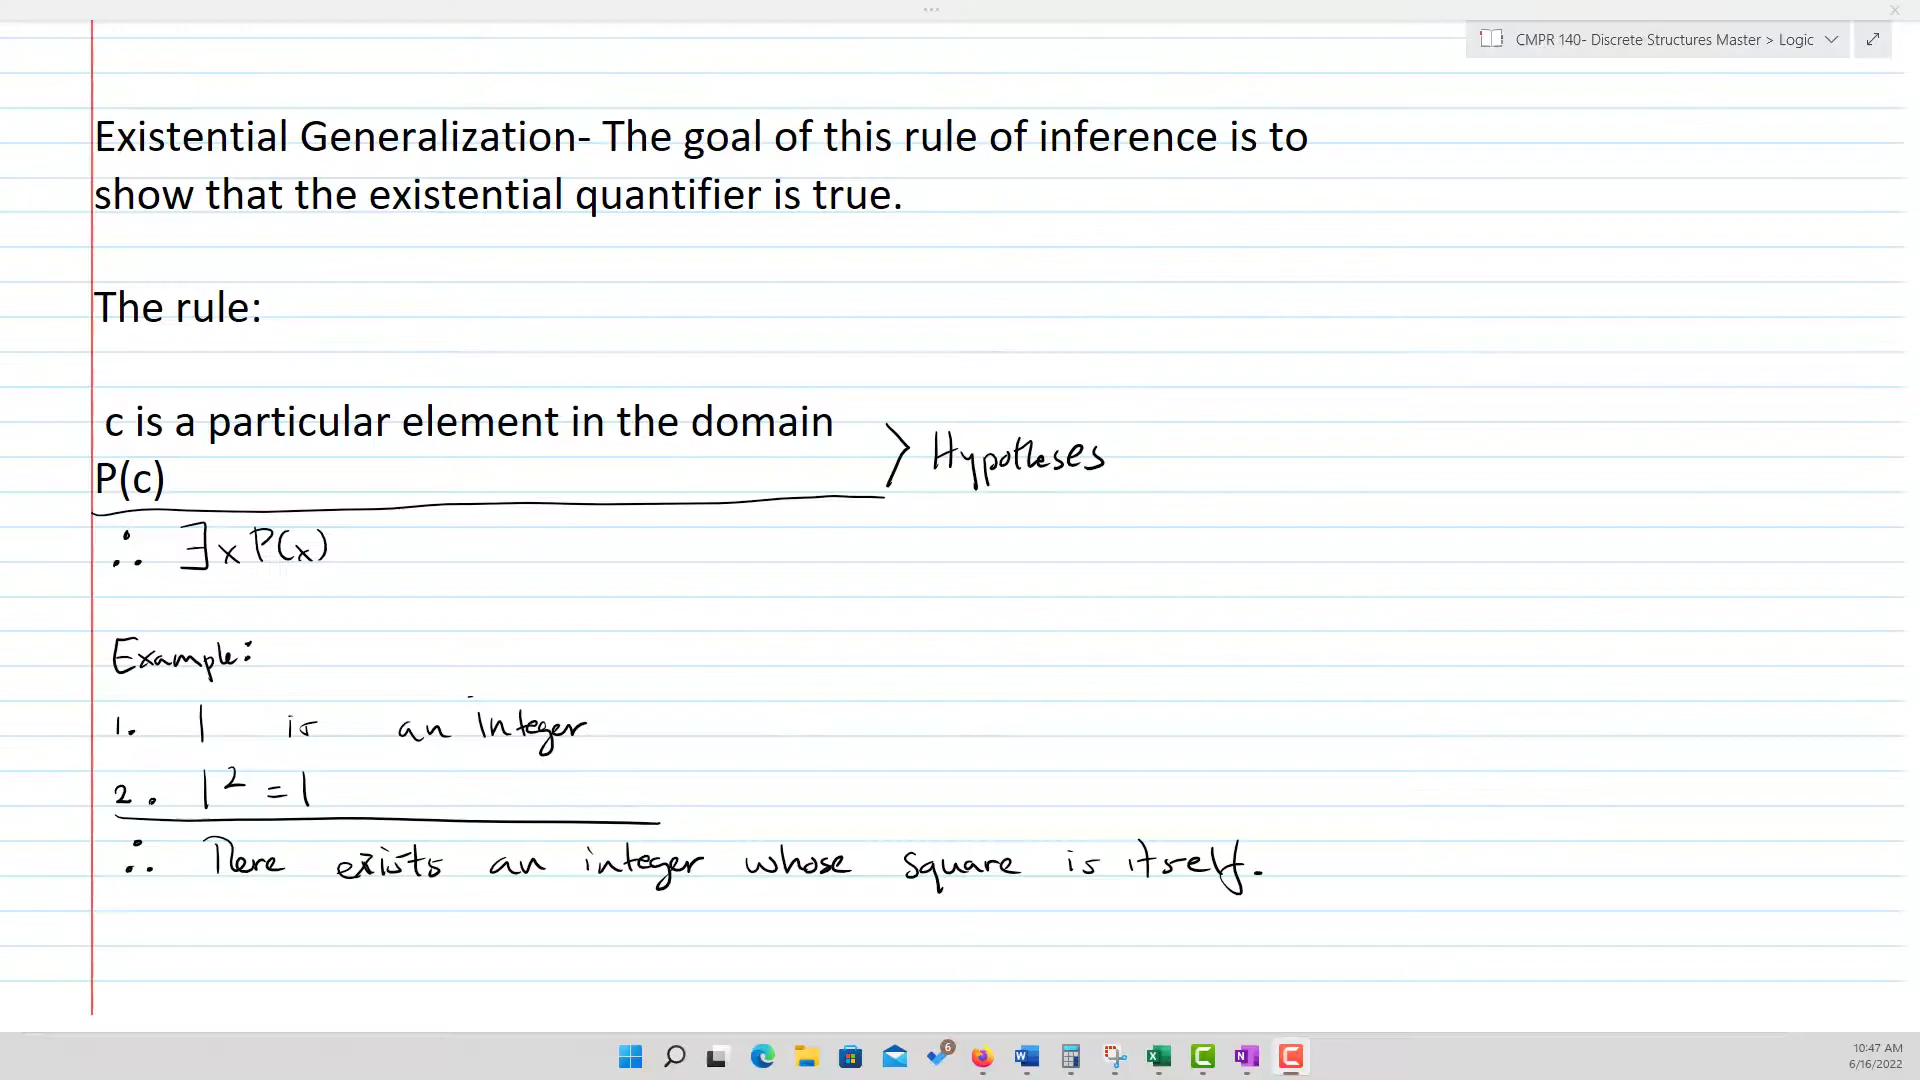 CMPR 140- Discrete Structures Master > Logic
Existential Generalization- The goal of this rule of inference is to
show that the existential quantifier is true.
The rule:
c is a particular element in the domain
P(c)
Hypotheses
∴ ∃x P(x)
Example:
1. 1 is an integer
2. 1² = 1
∴ There exists an integer whose square is itself.
6
10:47 AM
6/16/2022